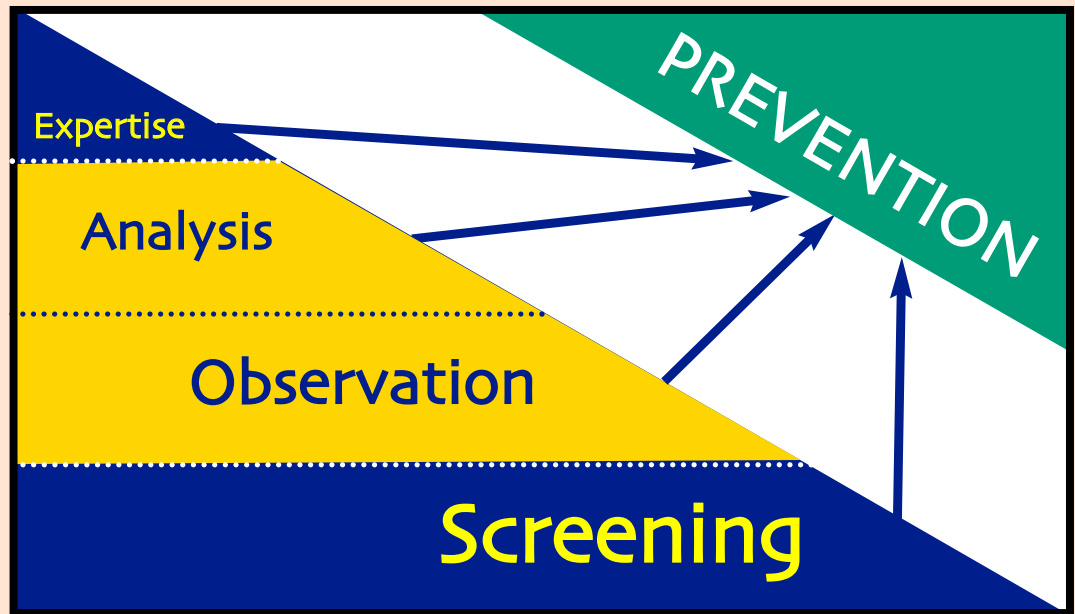 PREVENTION
Expertise
Analysis
Observation
Screening